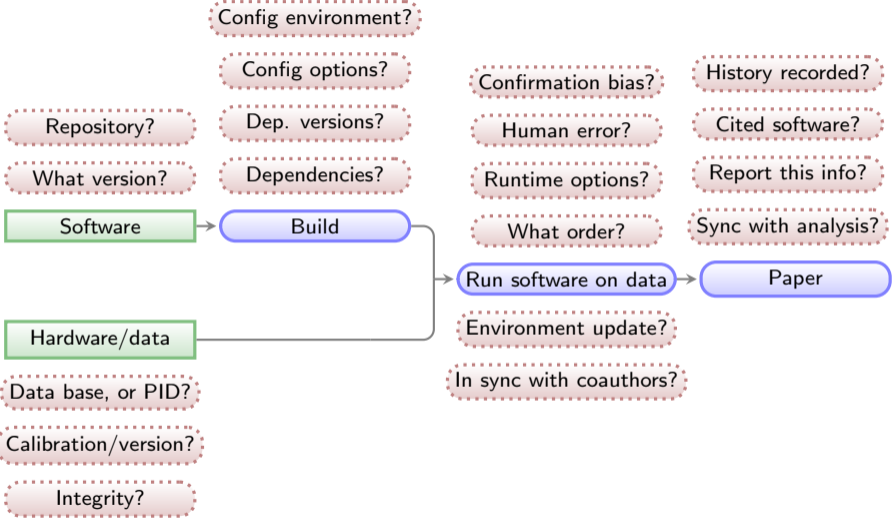 Config environment?
Config options?
Dep. versions?
Dependencies?
Repository?
What version?
Software
Build
Confirmation bias?
Human error?
Runtime options?
What order?
History recorded?
Cited software?
Report this info?
Sync with analysis?
Run software on data
Paper
Environment update?
In sync with coauthors?
Hardware/data
Data base, or PID?
Calibration/version?
Integrity?